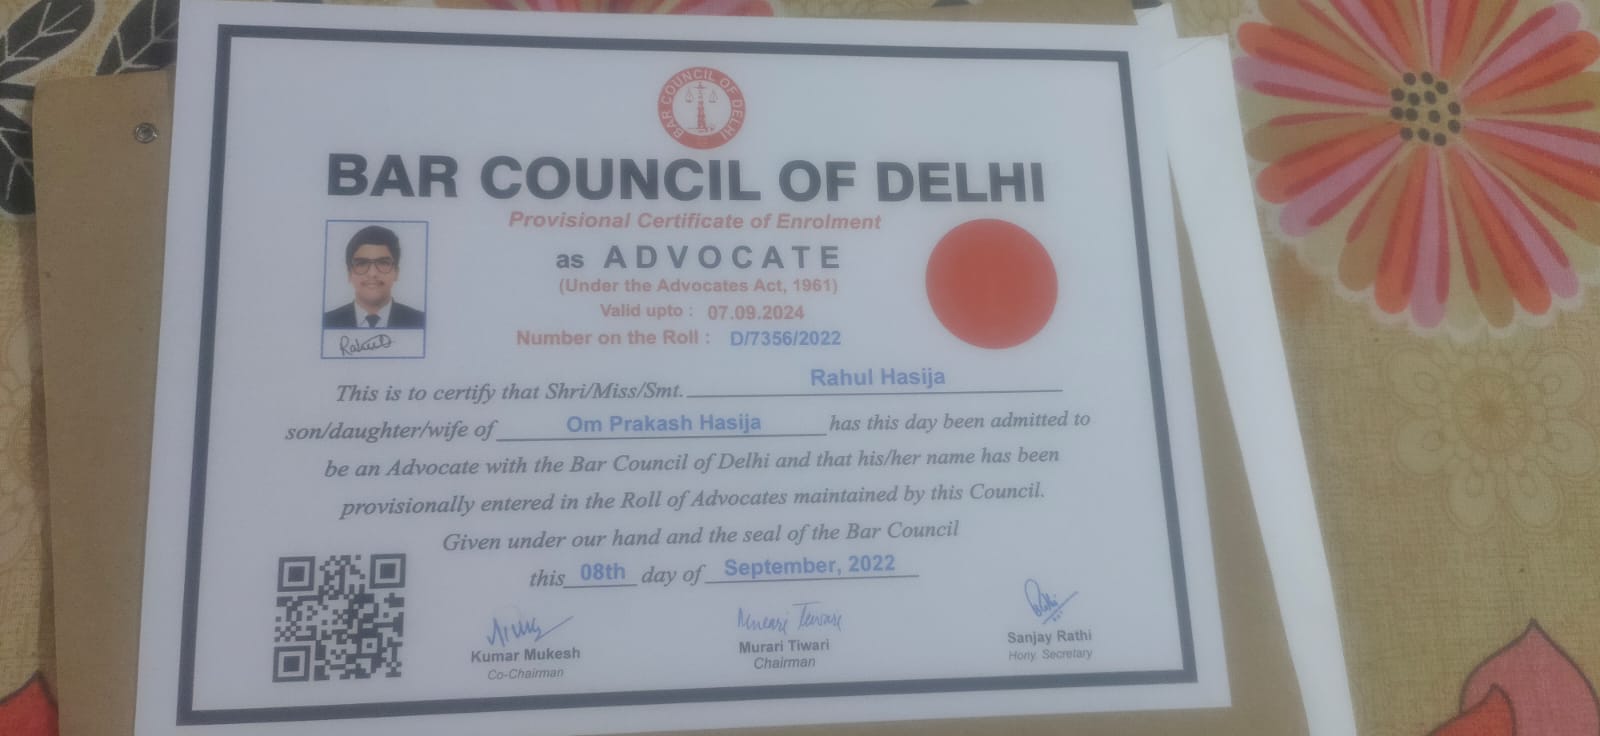 BAR COUNCIL OF DELHI
BAR COUNCIL OF DELHI
Provisional Certificate of Enrolment
as ADVOCATE
(Under the Advocates Act, 1961)
Valid upto : 07.09.2024
Number on the Roll : D/7356/2022
This is to certify that Shri/Miss/Smt. Rahul Hasija
son/daughter/wife of Om Prakash Hasija has this day been admitted to
be an Advocate with the Bar Council of Delhi and that his/her name has been
provisionally entered in the Roll of Advocates maintained by this Council.
Given under our hand and the seal of the Bar Council
this 08th day of September, 2022
Murari Tiwari
Kumar Mukesh
Co-Chairman
Murari Tiwari
Chairman
Sanjay Rathi
Hony. Secretary